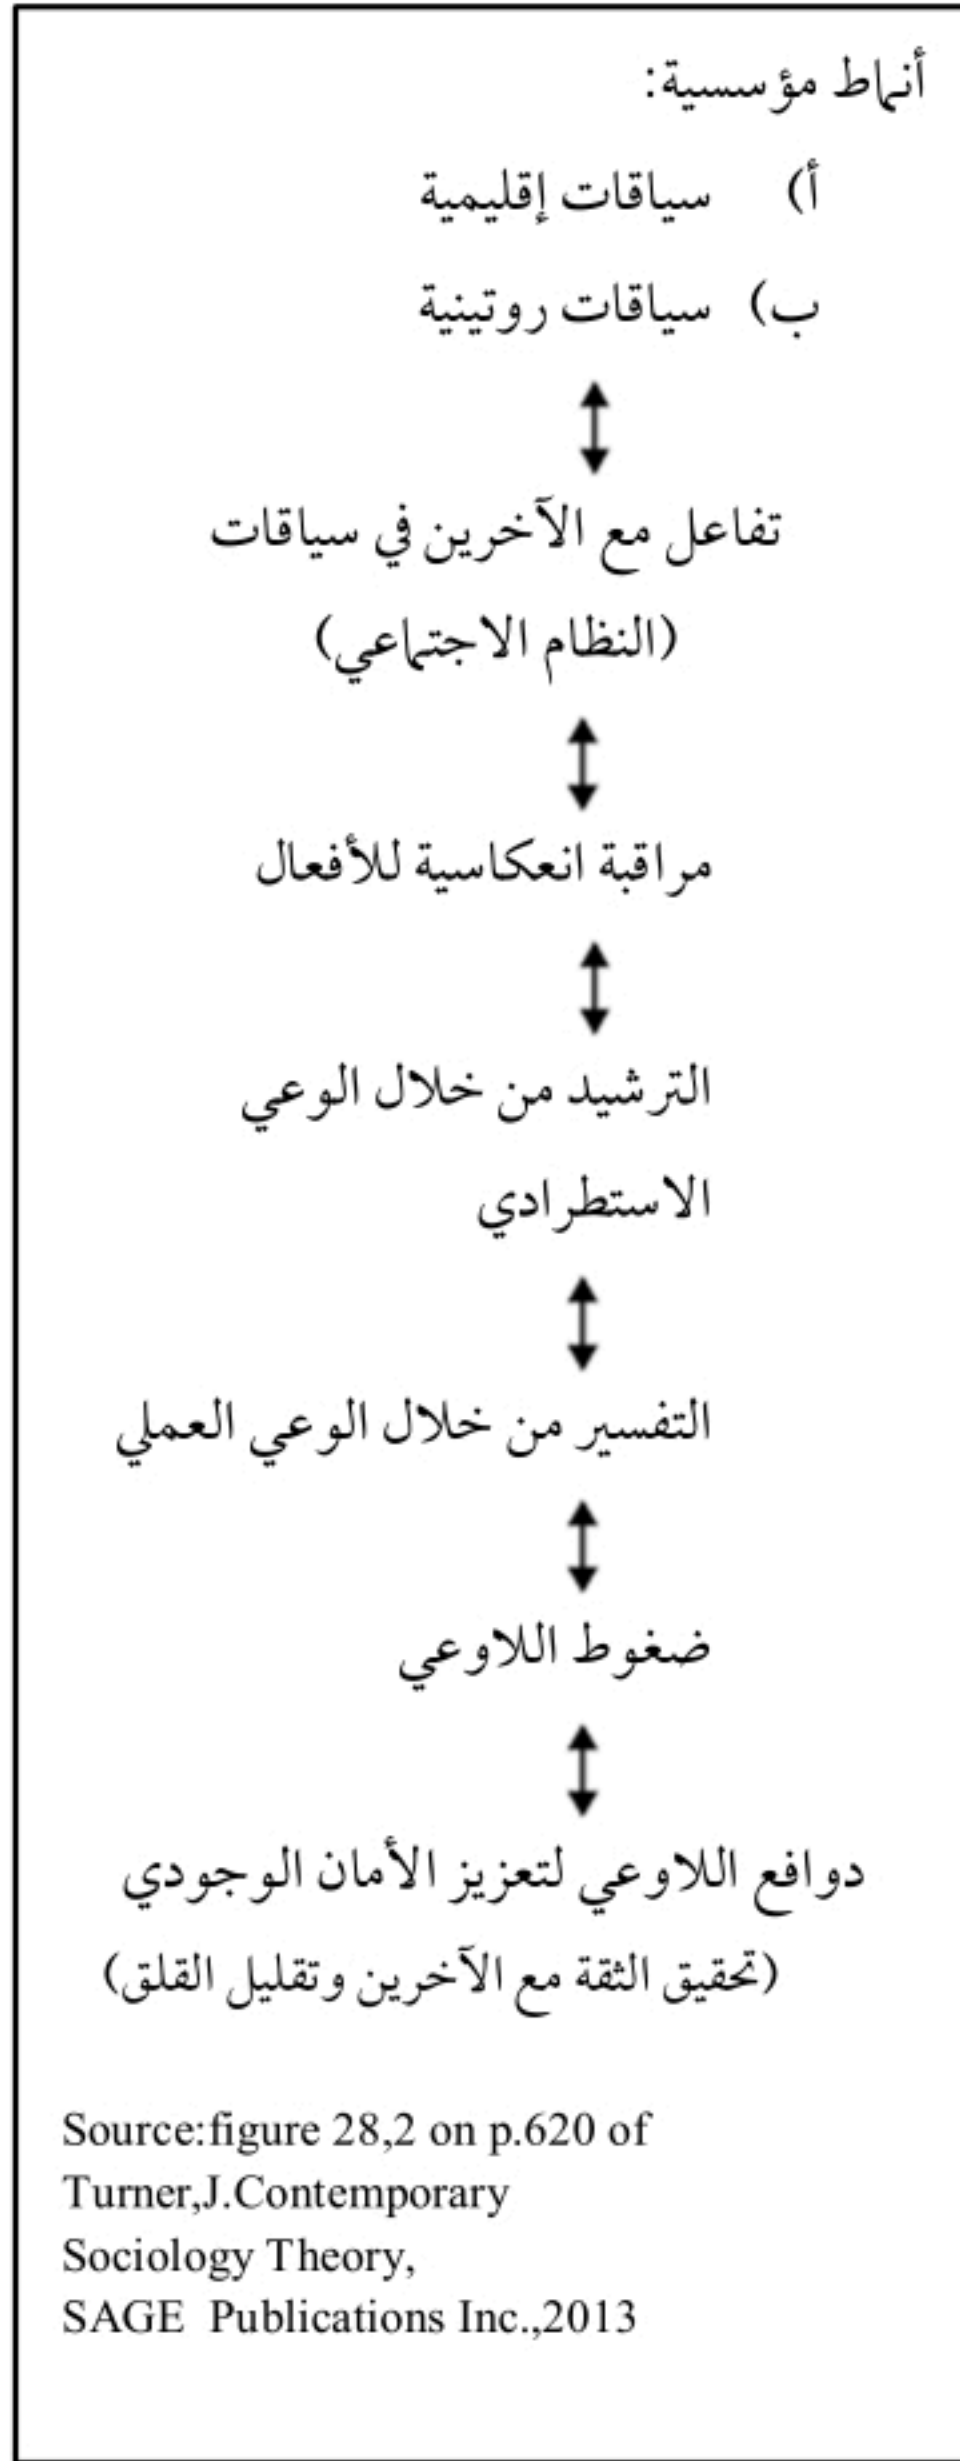 أنماط مؤسسية:
أ) سياقات إقليمية
ب) سياقات روتينية
تفاعل مع الآخرين في سياقات
(النظام الاجتماعي)
مراقبة انعكاسية للأفعال
الترشيد من خلال الوعي
الاستطرادي
التفسير من خلال الوعي العملي
ضغوط اللاوعي
دوافع اللاوعي لتعزيز الأمان الوجودي
(تحقيق الثقة مع الآخرين وتقليل القلق)
Source:figure 28,2 on p.620 of
Turner,J.Contemporary
Sociology Theory,
SAGE Publications Inc.,2013